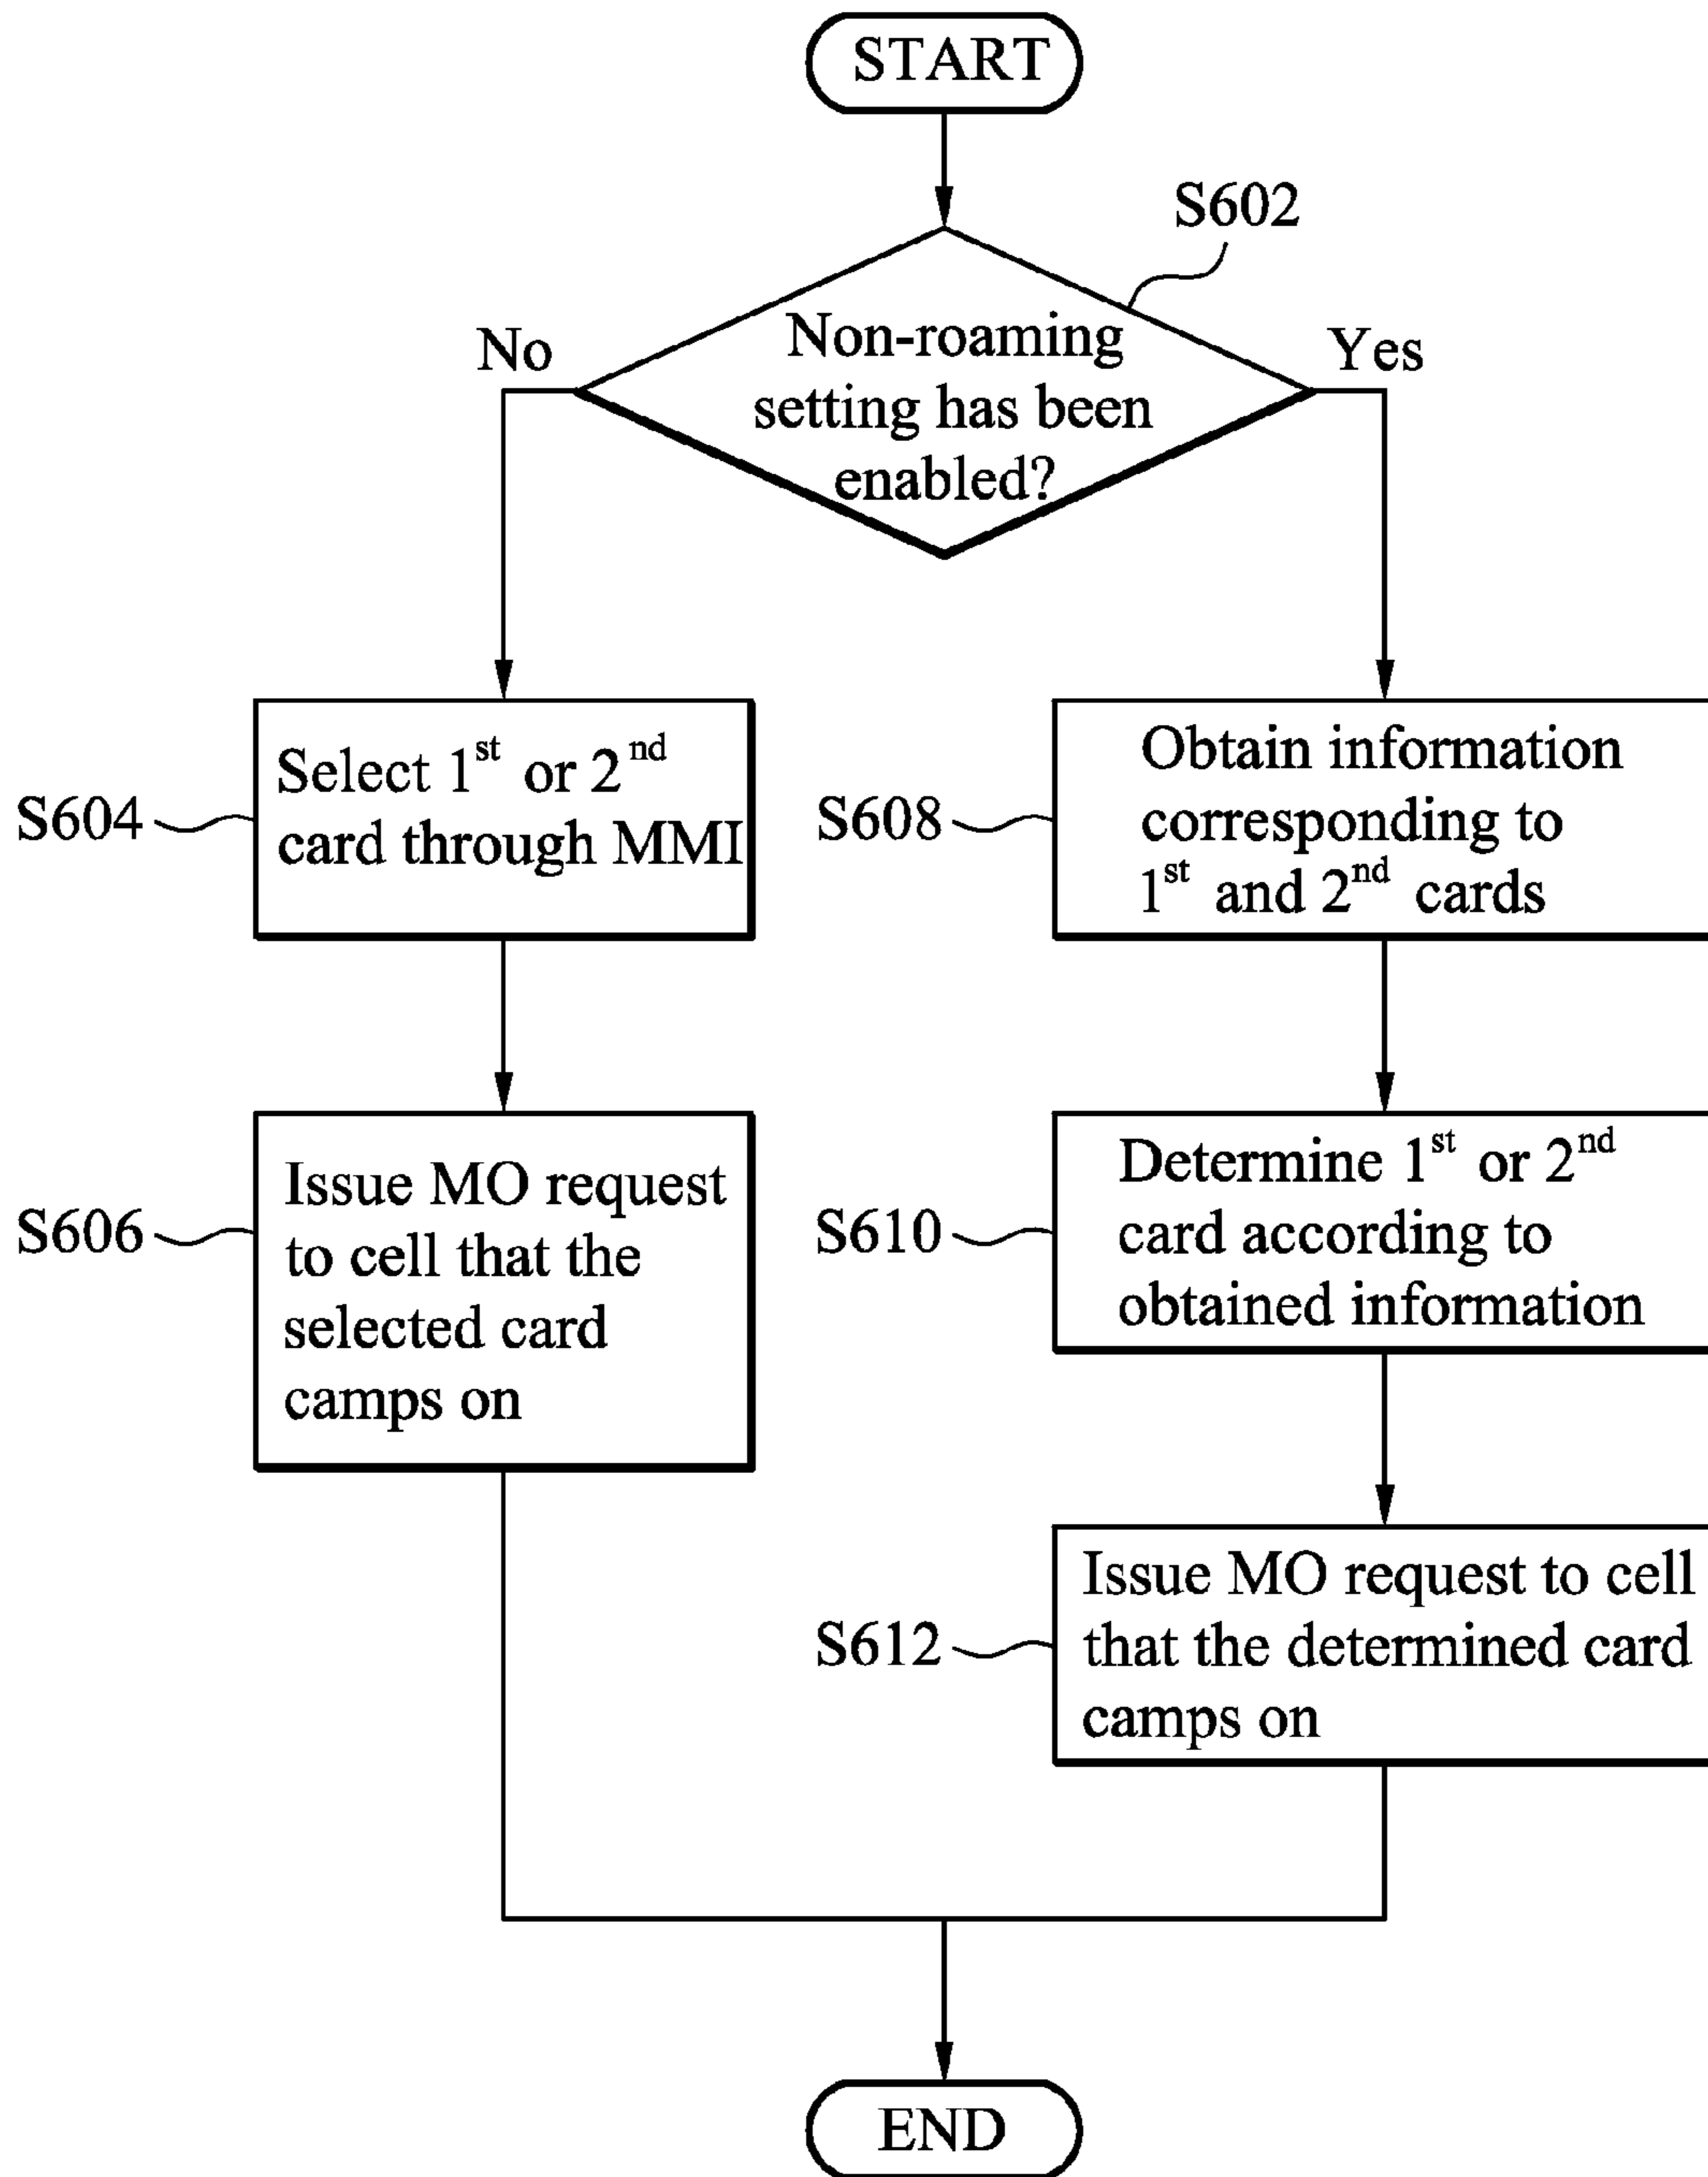 START
S602
No
Yes
Non-roaming
setting has been
enabled?
S604
Select 1st or 2nd
card through MMI
S608
Obtain information
corresponding to
1st and 2nd cards
S606
Issue MO request
to cell that the
selected card
camps on
S610
Determine 1st or 2nd
card according to
obtained information
S612
Issue MO request to cell
that the determined card
camps on
END